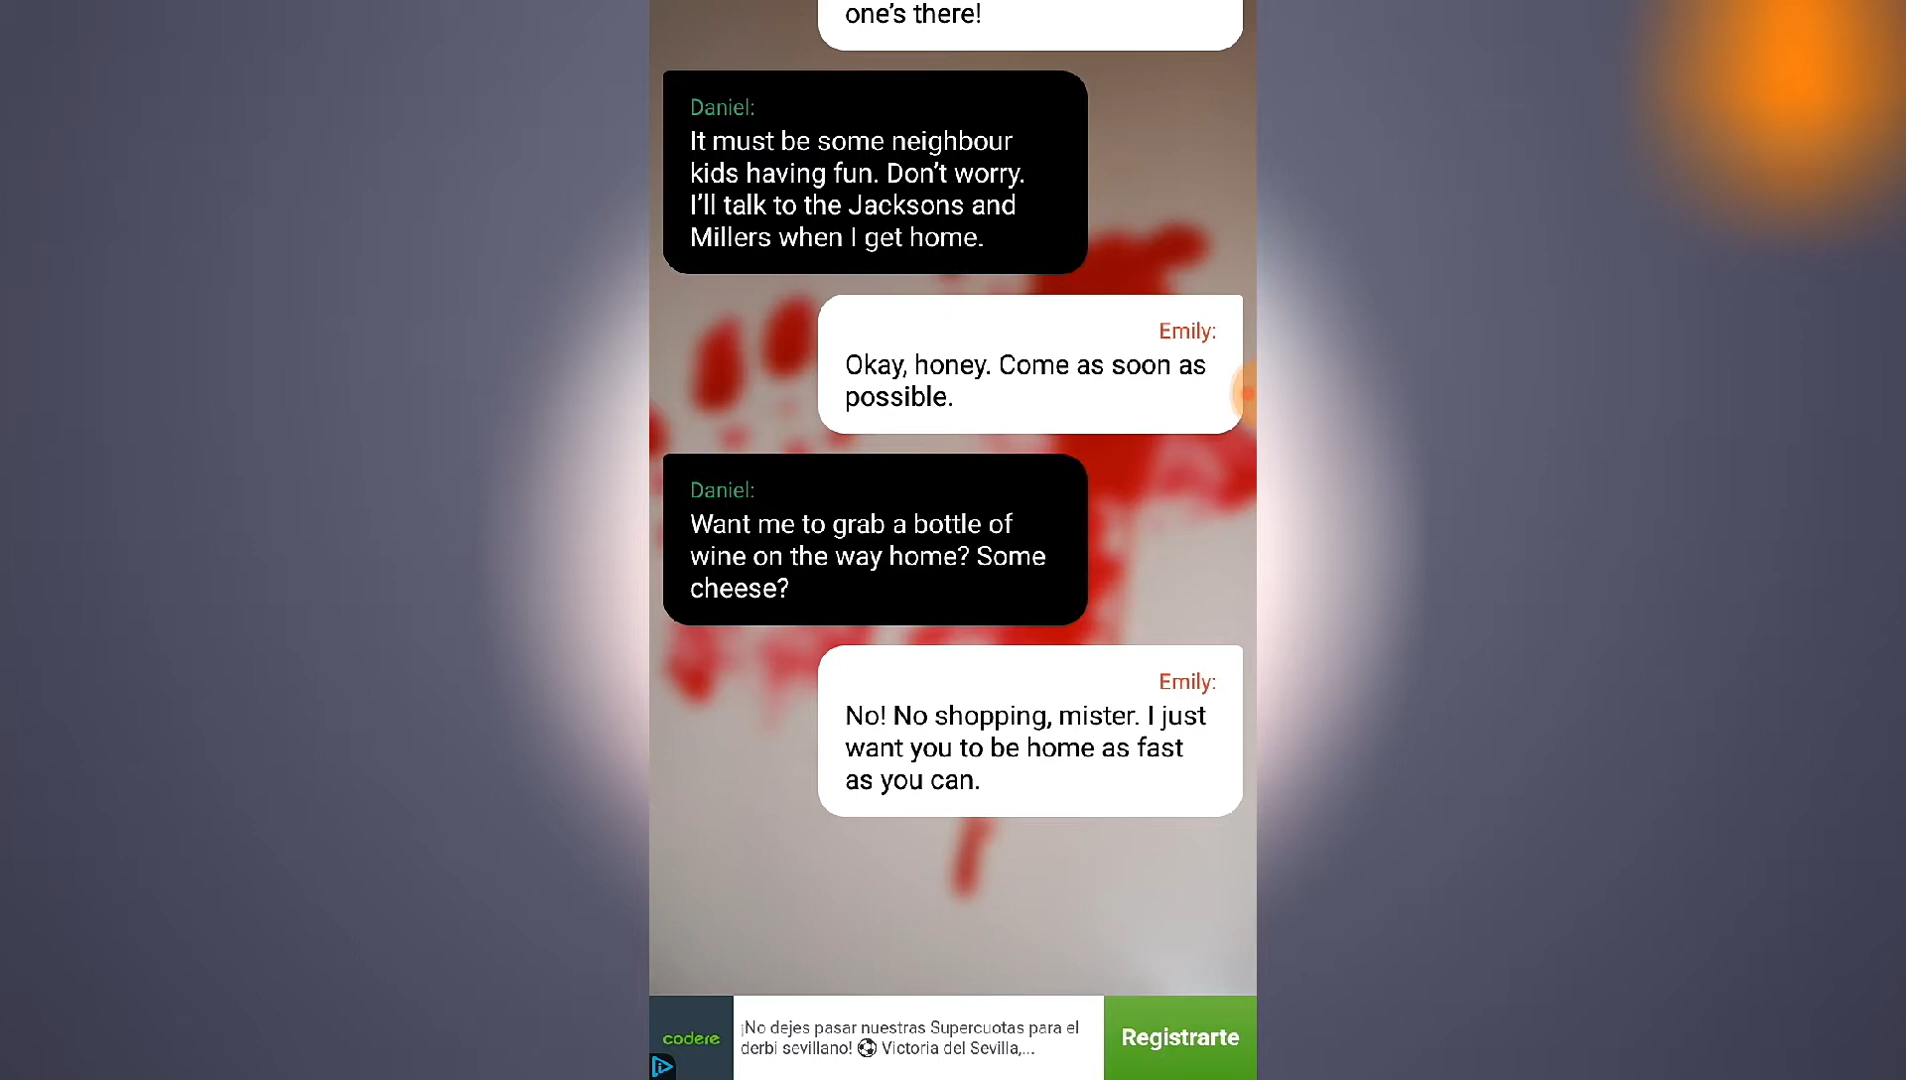 one's there!
Daniel:
It must be some neighbour
kids having fun. Don't worry.
I'll talk to the Jacksons and
Millers when I get home.
Emily:
Okay, honey. Come as soon as
possible.
Daniel:
Want me to grab a bottle of
wine on the way home? Some
cheese?
Emily:
No! No shopping, mister. I just
want you to be home as fast
as you can.
codere
¡No dejes pasar nuestras Supercuotas para el
derbi sevillano! ⚽ Victoria del Sevilla,...
Registrarte